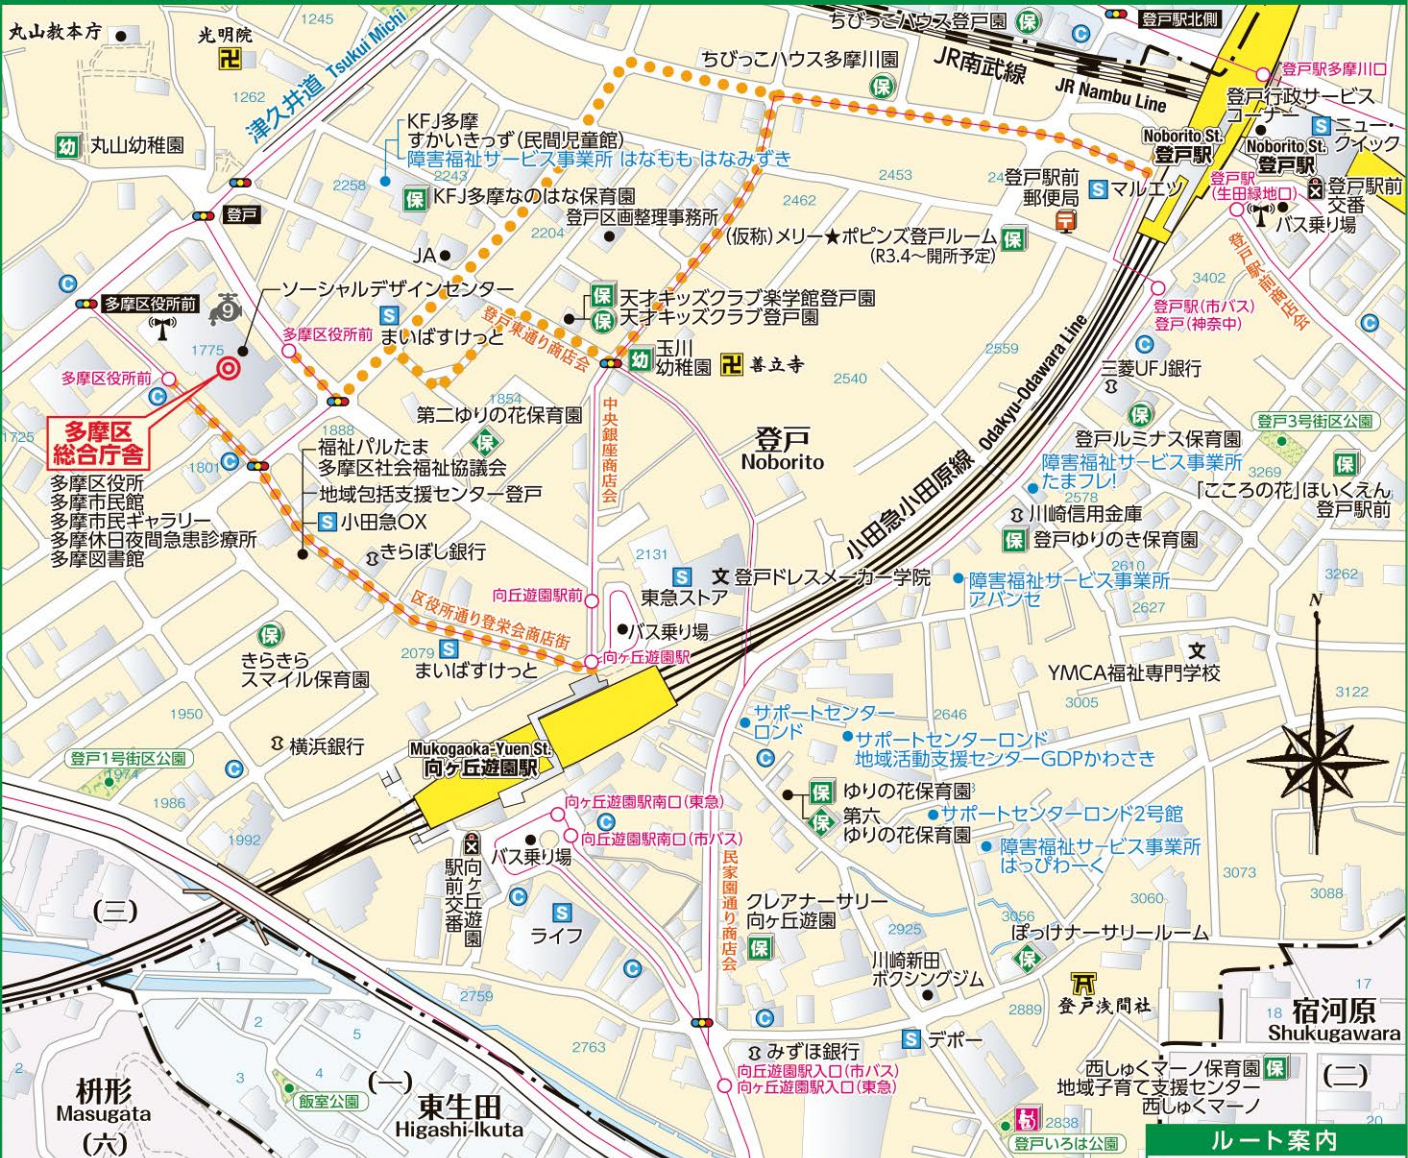 丸山教本庁
光明院
1245
津久井道 Tsukui Michi
1262
丸山幼稚園
幼
ちびっこハウス登戸園
保
C
登戸駅北側
ちびっこハウス多摩川園
保
JR南武線
JR Nambu Line
登戸駅多摩川口
登戸行政サービス
コーナー
S
ニュー・
クイック
Noborito St.
登戸駅
Noborito St.
登戸駅
登戸駅
(生田緑地口)
登戸駅前
交番
バス乗り場
KFJ多摩
すかいきっず(民間児童館)
障害福祉サービス事業所 はなもも はなみずき
2258
2243
保
KFJ多摩なのはな保育園
登戸区画整理事務所
2204
2453
2462
登戸駅前
郵便局
S
マルエツ
(仮称)メリー★ポピンズ登戸ルーム
(R3.4〜開所予定)
保
登戸
JA
登戸駅前商店会
3402
登戸駅(市バス)
登戸(神奈中)
C
C
多摩区役所前
9
ソーシャルデザインセンター
S
まいばすけっと
多摩区役所前
登戸東通り商店会
保
天才キッズクラブ楽学館登戸園
保
天才キッズクラブ登戸園
幼
玉川
幼稚園
善立寺
2559
2540
小田急小田原線 Odakyu-Odawara Line
C
三菱UFJ銀行
1775
多摩区役所前
C
多摩区
総合庁舎
多摩区役所
多摩市民館
多摩市民ギャラリー
多摩休日夜間急患診療所
多摩図書館
1725
1801
C
1888
1854
第二ゆりの花保育園
保
福祉パルたま
多摩区社会福祉協議会
地域包括支援センター登戸
S
小田急OX
きらぼし銀行
中央銀座商店会
登戸
Noborito
保
登戸ルミナス保育園
登戸3号街区公園
3269
保
「こころの花」ほいくえん
登戸駅前
障害福祉サービス事業所
たまフレ!
2578
川崎信用金庫
保
登戸ゆりのき保育園
2131
S
東急ストア
文
登戸ドレスメーカー学院
障害福祉サービス事業所
アバンセ
2610
2627
3262
N
向丘遊園駅前
バス乗り場
向ヶ丘遊園駅
区役所通り登栄会商店街
2079
S
まいばすけっと
保
きらきら
スマイル保育園
1950
文
YMCA福祉専門学校
3005
3122
横浜銀行
登戸1号街区公園
1974
C
1986
1992
Mukogaoka-Yuen St.
向ヶ丘遊園駅
サポートセンター
ロンド
2646
サポートセンターロンド
地域活動支援センターGDPかわさき
C
保
ゆりの花保育園
保
第六
ゆりの花保育園
サポートセンターロンド2号館
障害福祉サービス事業所
はっぴわーく
向ヶ丘遊園駅南口(東急)
C
向ヶ丘遊園駅南口(市バス)
バス乗り場
向ヶ丘遊園
駅前交番
C
S
ライフ
民家園通り商店会
クレアナーサリー
向ヶ丘遊園
保
3073
3088
3060
3056
2925
ぽっけナーサリールーム
保
川崎新田
ボクシングジム
登戸浅間社
2889
(三)
C
2759
2763
C
S
デポー
みずほ銀行
向丘遊園駅入口(市バス)
向ヶ丘遊園駅入口(東急)
17
18
宿河原
Shukugawara
(二)
20
西しゅくマーノ保育園
保
地域子育て支援センター
西しゅくマーノ
2838
登戸いろは公園
1
2
5
3
4
2
飯室公園
(一)
東生田
Higashi-Ikuta
枡形
Masugata
(六)
ルート案内